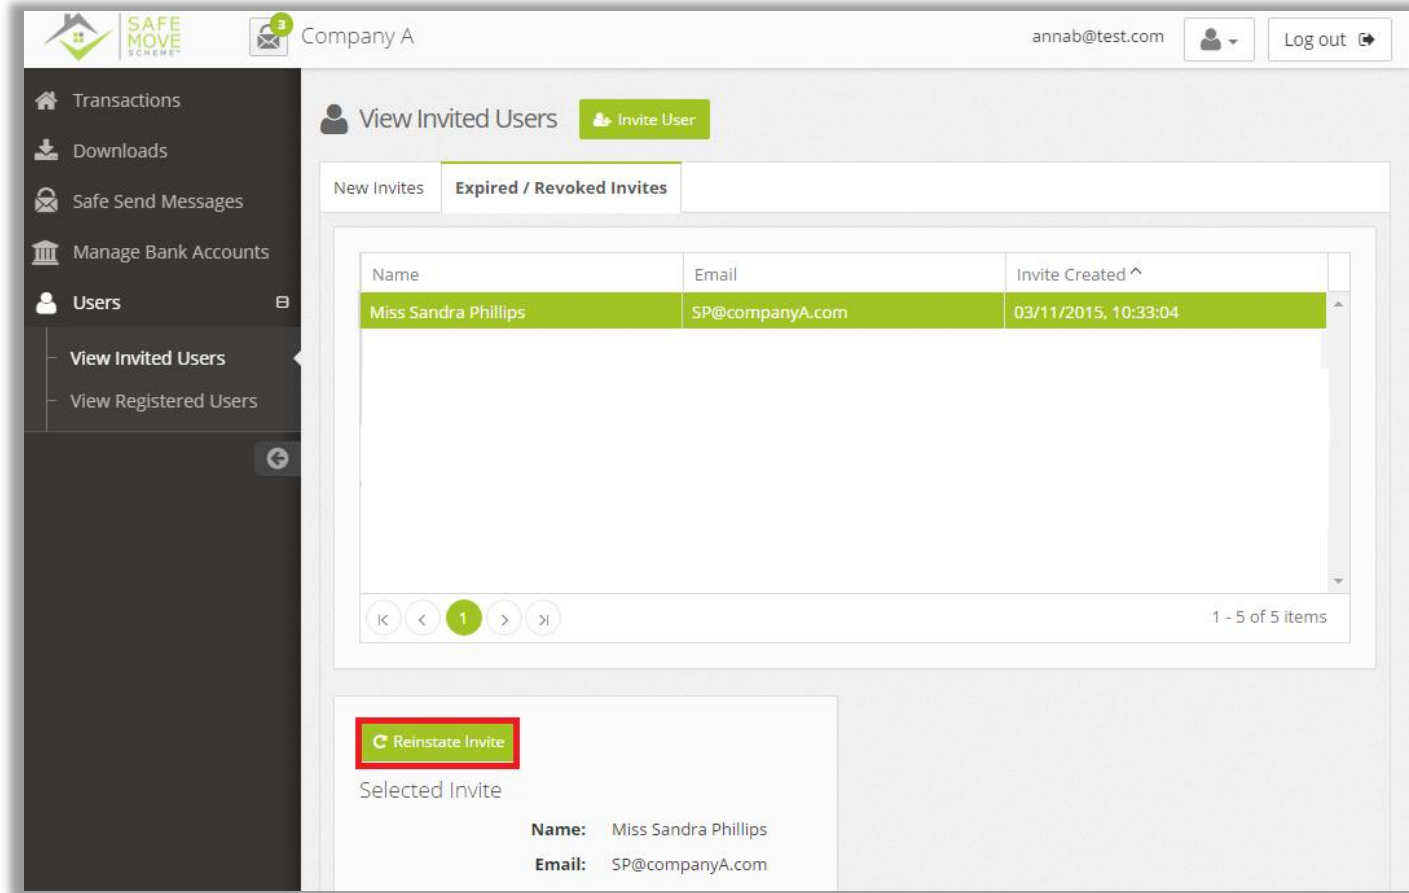 SAFE
MOVE
SCHEME
3
Company A
annab@test.com
Log out
Transactions
Downloads
Safe Send Messages
Manage Bank Accounts
Users
View Invited Users
View Registered Users
View Invited Users
Invite User
New Invites
Expired / Revoked Invites
Name Email Invite Created
Miss Sandra Phillips SP@companyA.com 03/11/2015, 10:33:04
1
1 - 5 of 5 items
Reinstate Invite
Selected Invite
Name: Miss Sandra Phillips
Email: SP@companyA.com